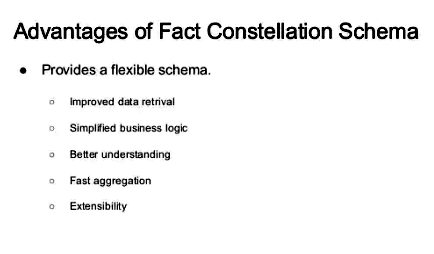 Advantages of Fact Constellation Schema
● Provides a flexible schema.
○ Improved data retrival
○ Simplified business logic
○ Better understanding
○ Fast aggregation
○ Extensibility